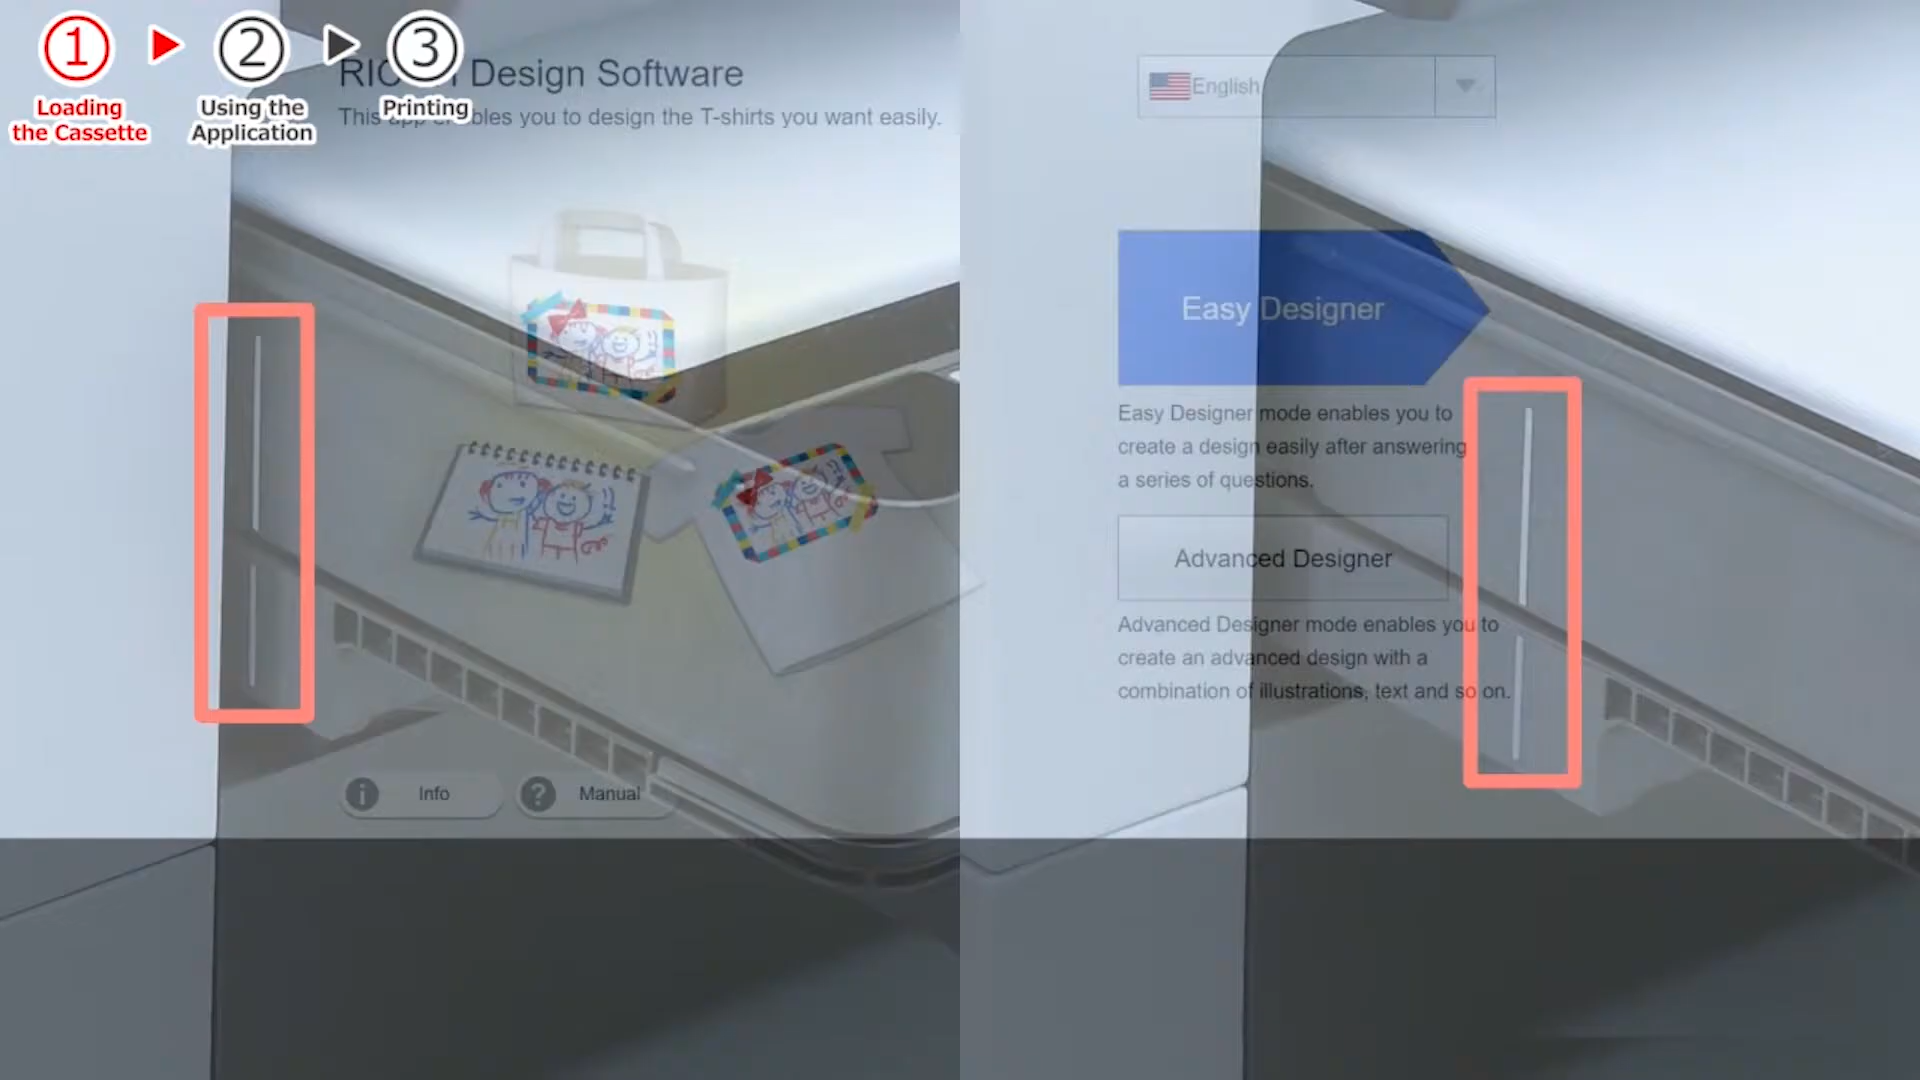 1 2 3
Loading
the Cassette
Using the
Application
Printing
Design Software
This app enables you to design the T-shirts you want easily.
English
Easy Designer
Easy Designer mode enables you to
create a design easily after answering
a series of questions.
Advanced Designer
Advanced Designer mode enables you to
create an advanced design with a
combination of illustrations, text and so on.
i Info
? Manual